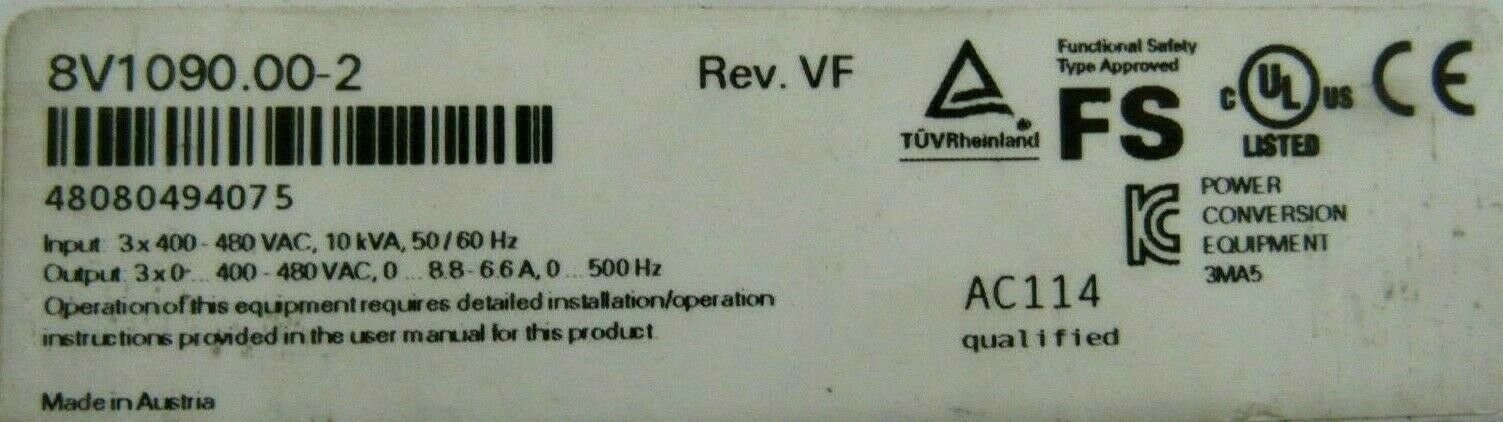 8V1090.00-2
Rev. VF
48080494075
Input: 3 x 400 - 480 VAC, 10 kVA, 50 / 60 Hz
Output: 3 x 0 ... 400 - 480 VAC, 0 ... 8.8 - 6.6 A, 0 ... 500 Hz
Operation of this equipment requires detailed installation/operation
instructions provided in the user manual for this product.
Made in Austria
TÜVRheinland ®
Functional Safety
Type Approved
FS
C UL US
LISTED
CE
KC
POWER
CONVERSION
EQUIPMENT
3MA5
AC114
qualified